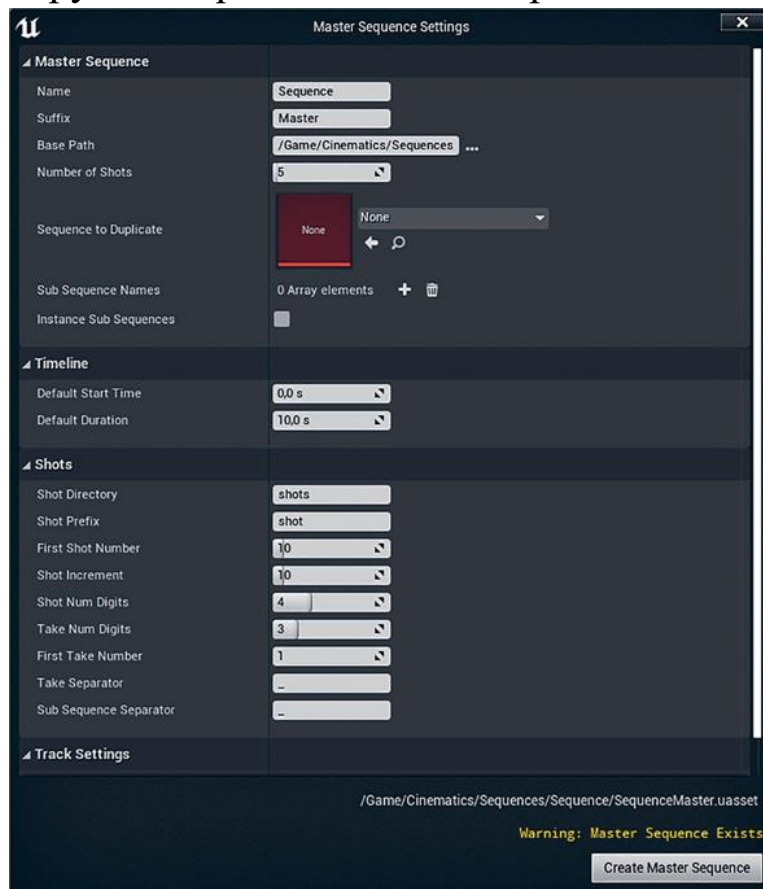 Master Sequence Settings
Master Sequence
Name Sequence
Suffix Master
Base Path /Game/Cinematics/Sequences ...
Number of Shots 5
Sequence to Duplicate None None
Sub Sequence Names 0 Array elements
Instance Sub Sequences
Timeline
Default Start Time 0,0 s
Default Duration 10,0 s
Shots
Shot Directory shots
Shot Prefix shot
First Shot Number 10
Shot Increment 10
Shot Num Digits 4
Take Num Digits 3
First Take Number 1
Take Separator _
Sub Sequence Separator _
Track Settings
/Game/Cinematics/Sequences/Sequence/SequenceMaster.uasset
Warning: Master Sequence Exists
Create Master Sequence